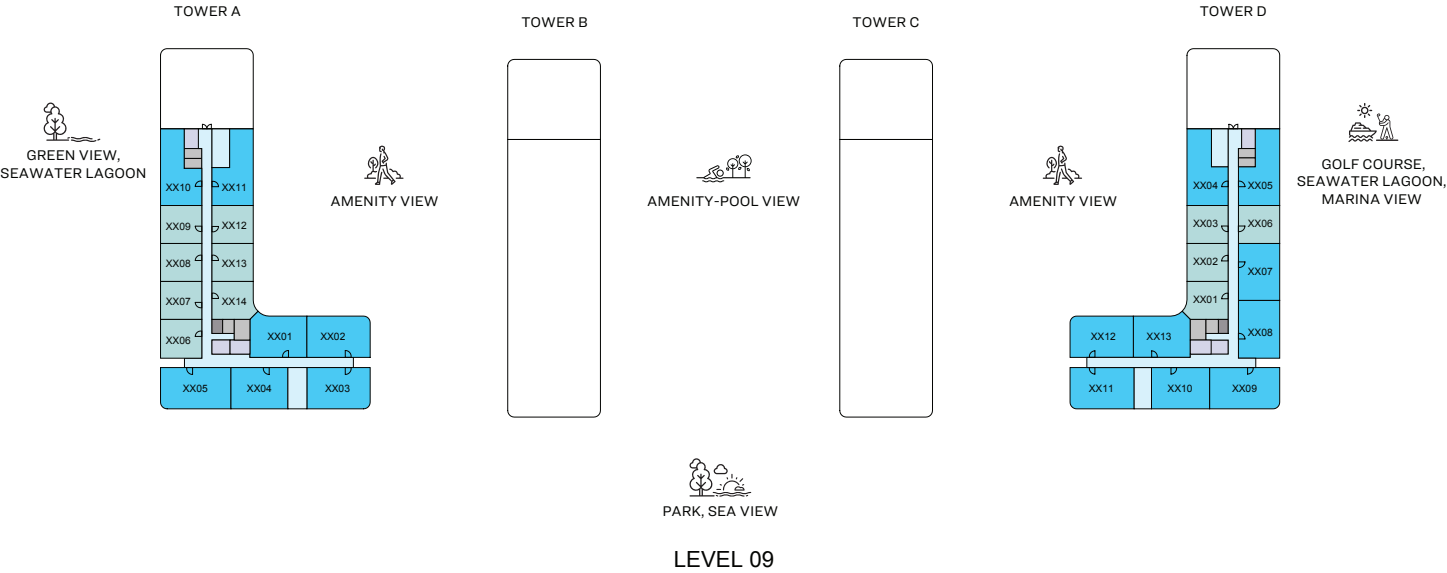 TOWER A
TOWER B
TOWER C
TOWER D
GREEN VIEW,
SEAWATER LAGOON
AMENITY VIEW
AMENITY-POOL VIEW
AMENITY VIEW
GOLF COURSE,
SEAWATER LAGOON,
MARINA VIEW
XX10 XX11
XX09 XX12
XX08 XX13
XX07 XX14
XX06
XX01 XX02
XX05 XX04 XX03
XX04 XX05
XX03 XX06
XX02
XX07
XX01
XX08
XX12 XX13
XX11 XX10 XX09
PARK, SEA VIEW
LEVEL 09